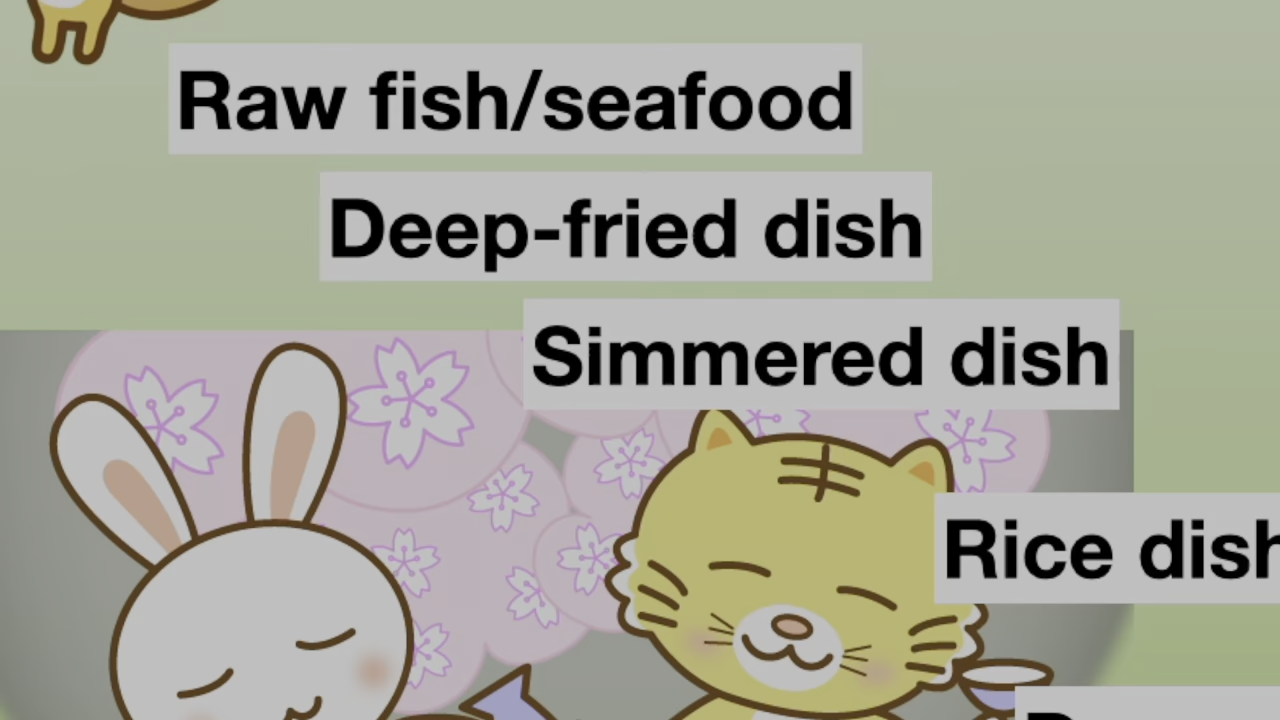 Raw fish/seafood
Deep-fried dish
Simmered dish
Rice dish